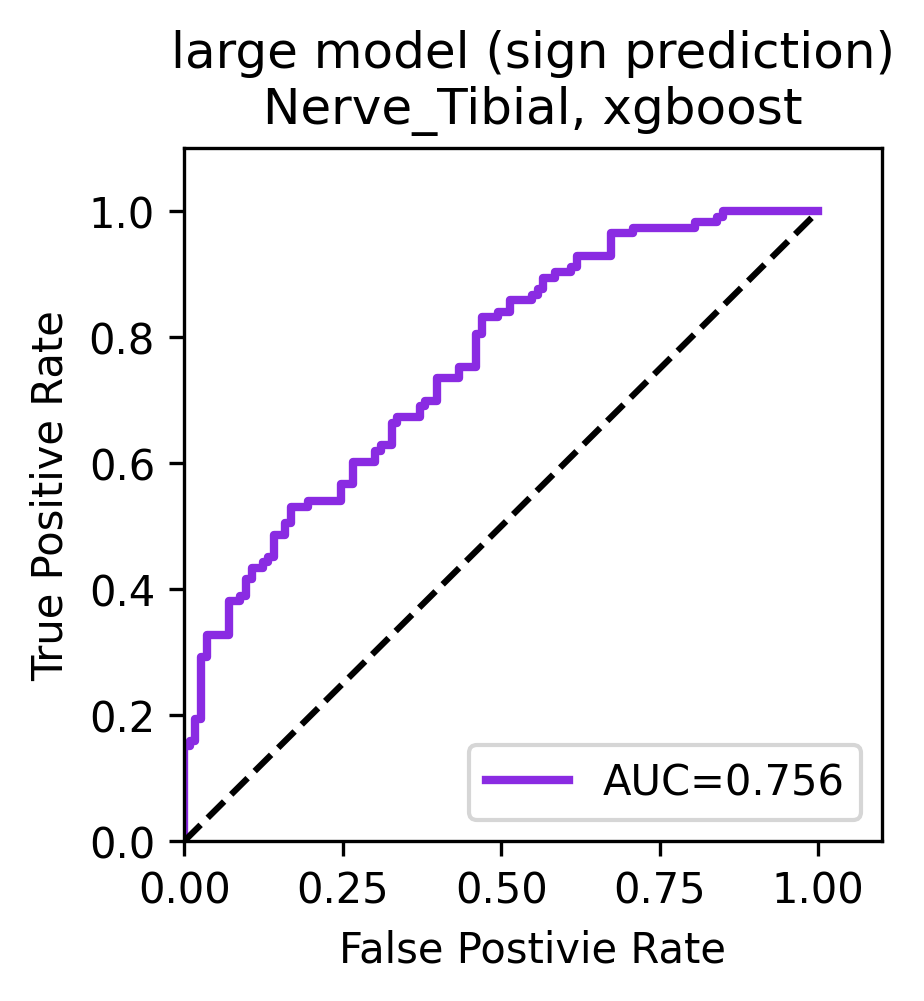 large model (sign prediction)
Nerve_Tibial, xgboost
1.0
0.8
0.6
0.4
0.2
0.0
True Positive Rate
AUC=0.756
0.00 0.25 0.50 0.75 1.00
False Postivie Rate